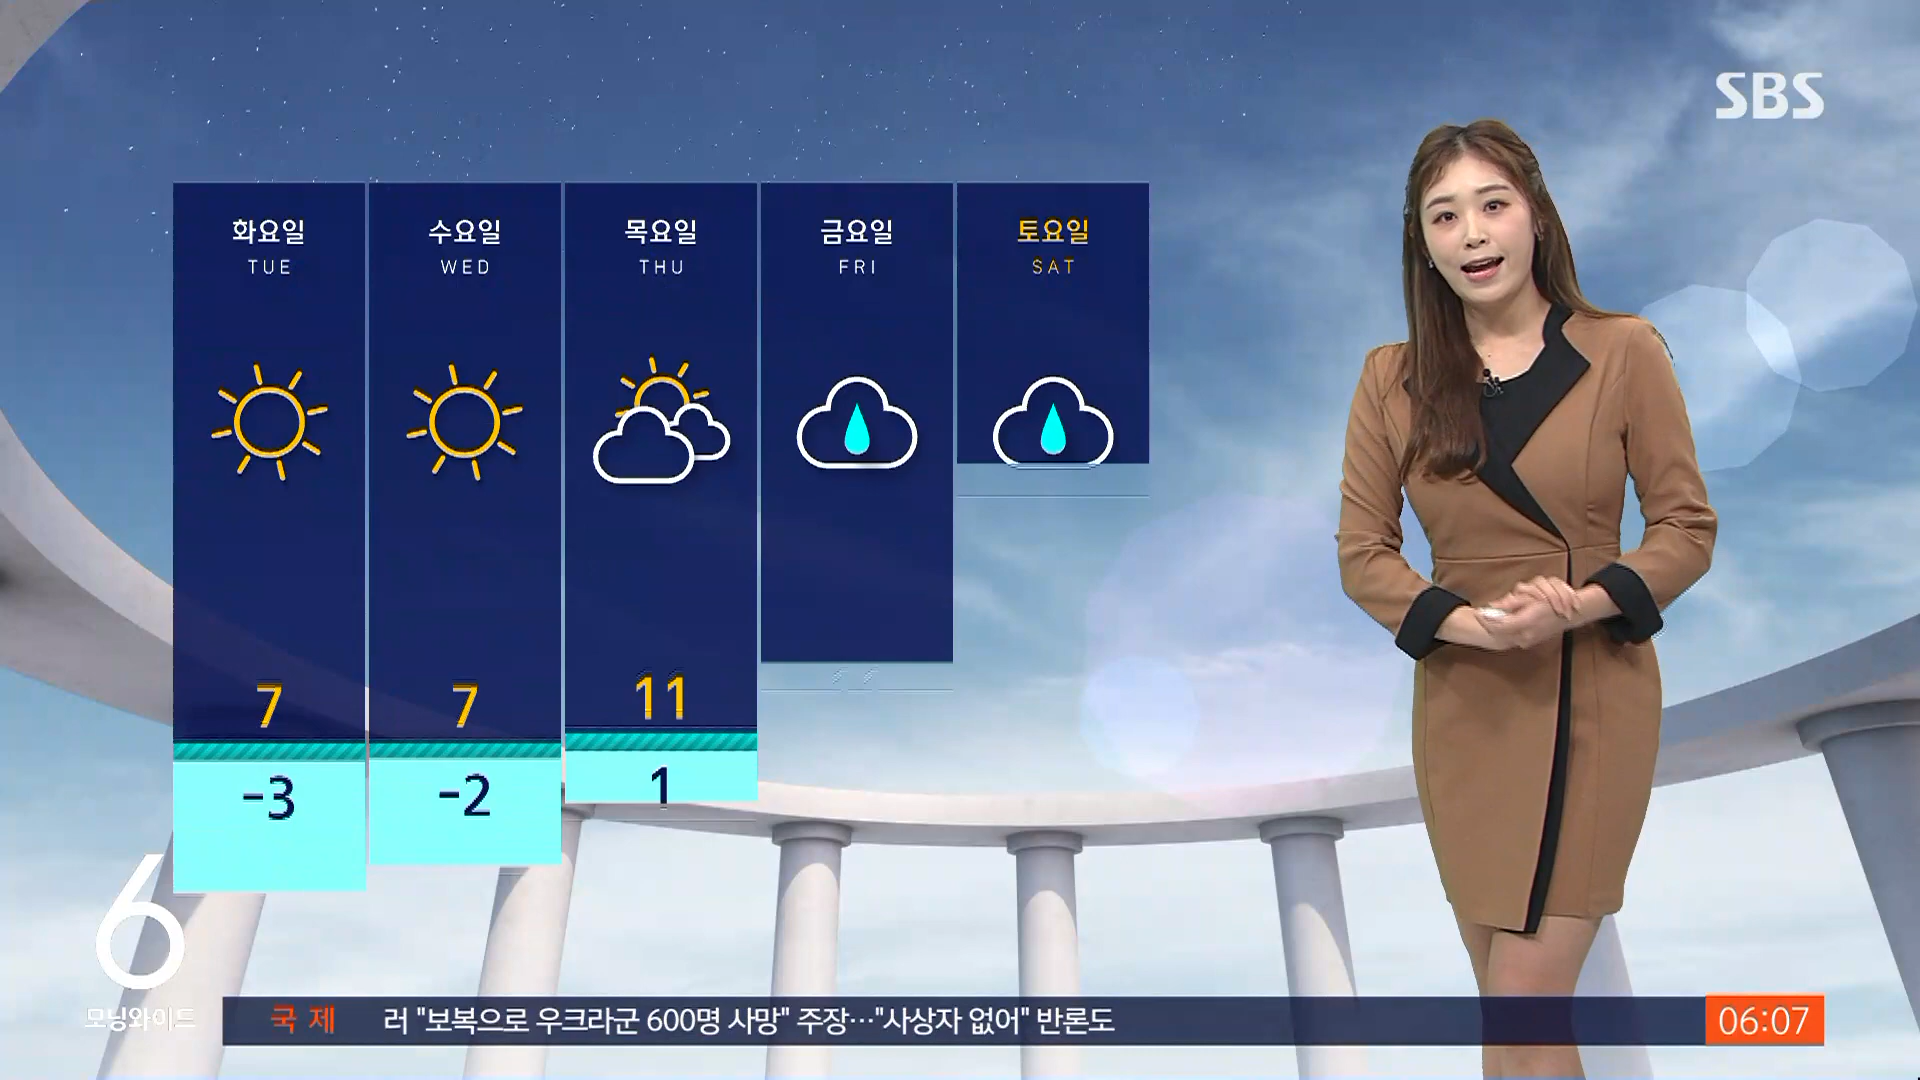 SBS
화요일
TUE
수요일
WED
목요일
THU
금요일
FRI
토요일
SAT
7
7
11
-3
-2
1
6
모닝와이드
국제
러 "보복으로 우크라군 600명 사망" 주장…"사상자 없어" 반론도
06:07